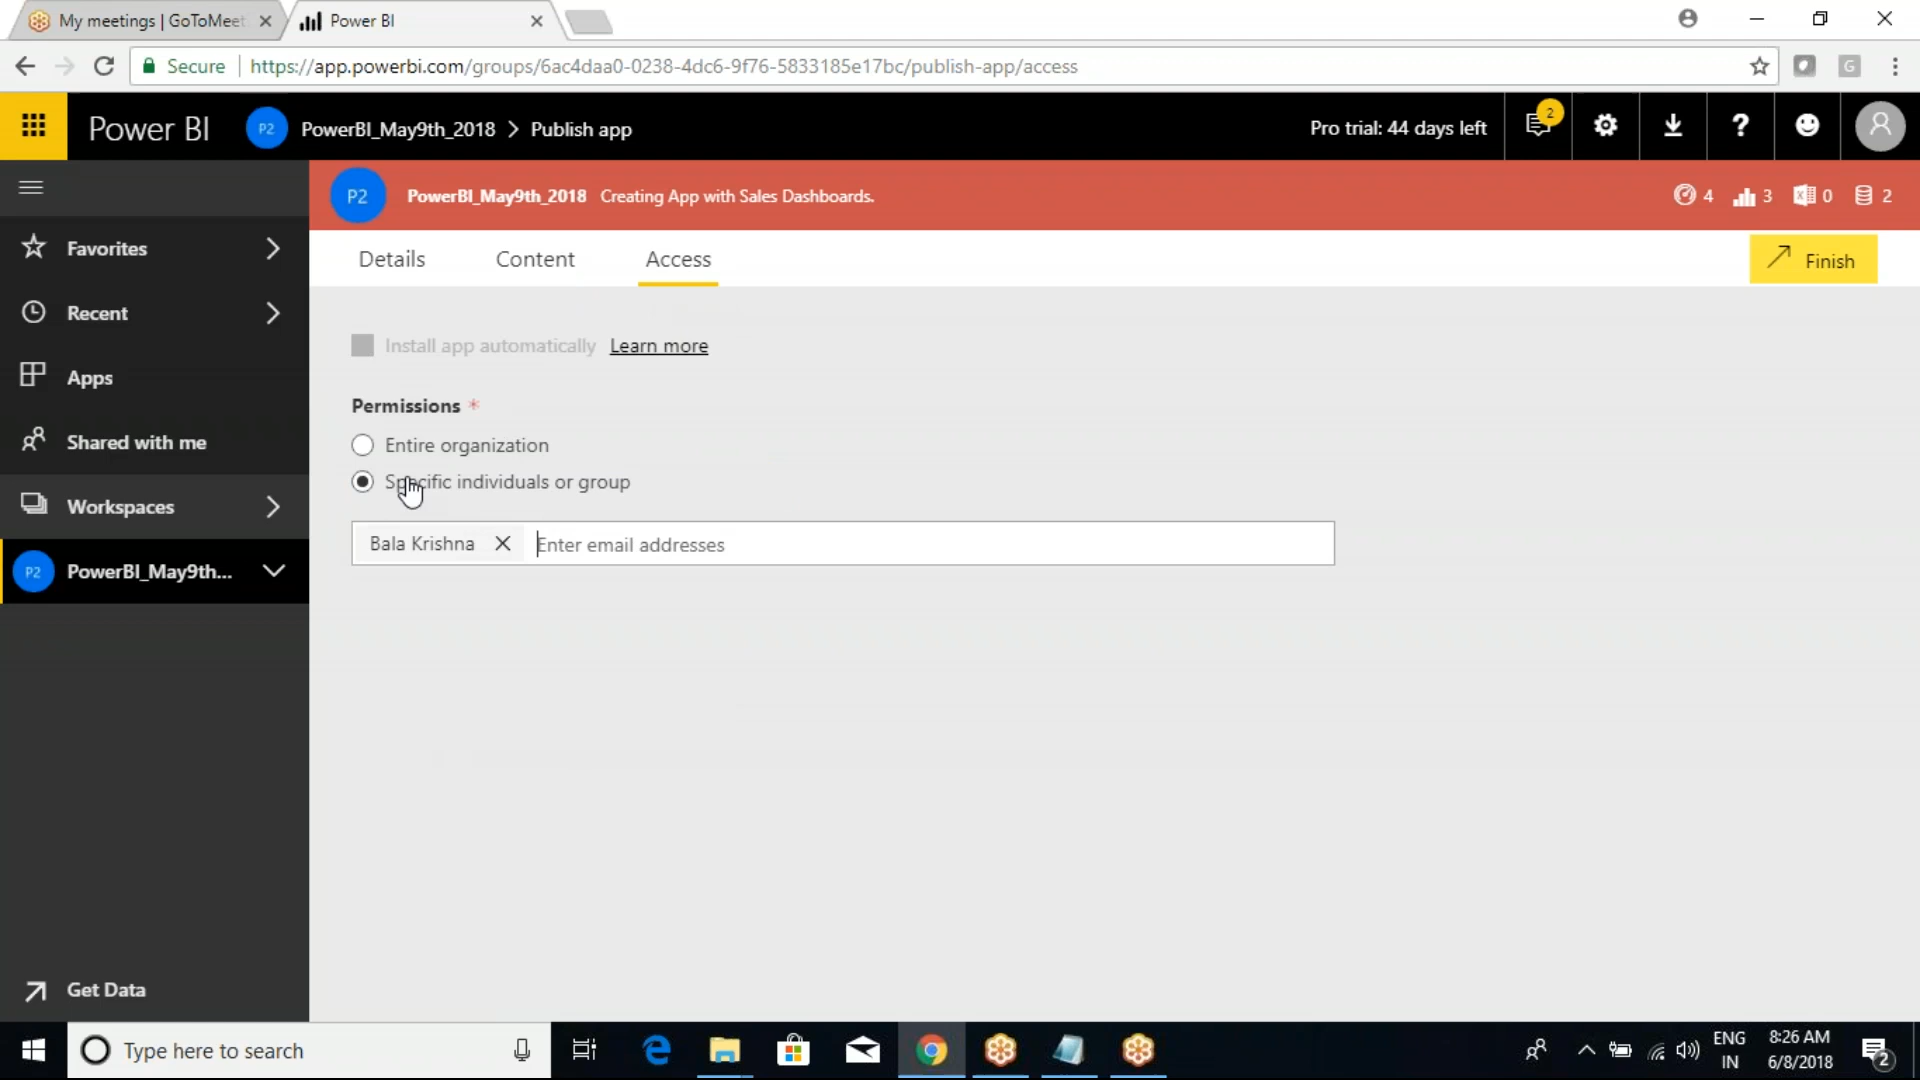 My meetings | GoToMeet
Power BI
Secure
https://app.powerbi.com/groups/6ac4daa0-0238-4dc6-9f76-5833185e17bc/publish-app/access
G
Power BI
P2
PowerBI_May9th_2018 > Publish app
Pro trial: 44 days left
2
?
P2
PowerBI_May9th_2018 Creating App with Sales Dashboards.
4
3
0
2
Favorites
Recent
Apps
Shared with me
Workspaces
P2
PowerBI_May9th...
Get Data
Details
Content
Access
Finish
Install app automatically Learn more
Permissions *
Entire organization
Specific individuals or group
Bala Krishna
Enter email addresses
Type here to search
ENG
IN
8:26 AM
6/8/2018
2